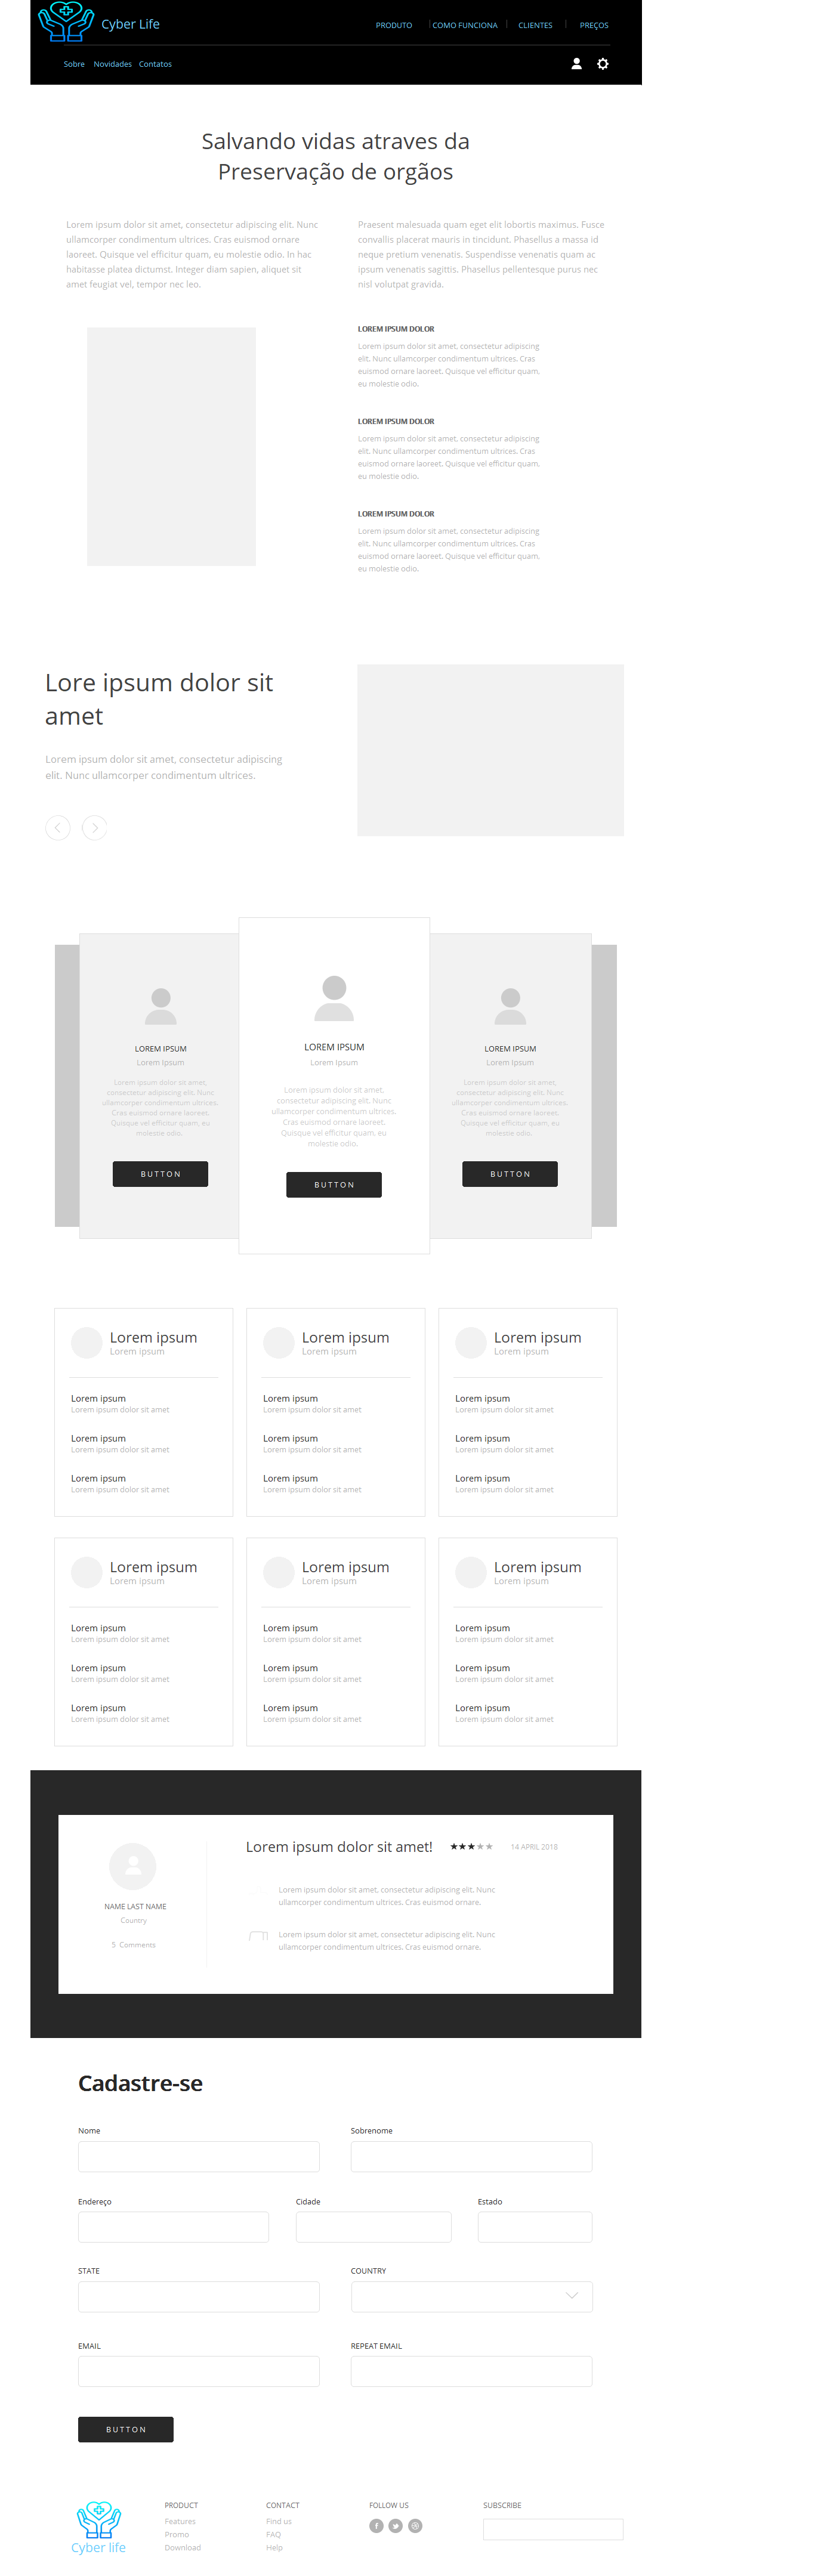 Cyber Life
PRODUTO
COMO FUNCIONA
CLIENTES
PREÇOS
Sobre
Novidades
Contatos
Salvando vidas atraves da
Preservação de orgãos
Lorem ipsum dolor sit amet, consectetur adipiscing elit. Nunc
ullamcorper condimentum ultrices. Cras euismod ornare
laoreet. Quisque vel efficitur quam, eu molestie odio. In hac
habitasse platea dictumst. Integer diam sapien, aliquet sit
amet feugiat vel, tempor nec leo.
Praesent malesuada quam eget elit lobortis maximus. Fusce
convallis placerat mauris in tincidunt. Phasellus a massa id
neque pretium venenatis. Suspendisse venenatis quam ac
ipsum venenatis sagittis. Phasellus pellentesque purus nec
nisl volutpat gravida.
LOREM IPSUM DOLOR
Lorem ipsum dolor sit amet, consectetur adipiscing
elit. Nunc ullamcorper condimentum ultrices. Cras
euismod ornare laoreet. Quisque vel efficitur quam,
eu molestie odio.
LOREM IPSUM DOLOR
Lorem ipsum dolor sit amet, consectetur adipiscing
elit. Nunc ullamcorper condimentum ultrices. Cras
euismod ornare laoreet. Quisque vel efficitur quam,
eu molestie odio.
LOREM IPSUM DOLOR
Lorem ipsum dolor sit amet, consectetur adipiscing
elit. Nunc ullamcorper condimentum ultrices. Cras
euismod ornare laoreet. Quisque vel efficitur quam,
eu molestie odio.
Lore ipsum dolor sit
amet
Lorem ipsum dolor sit amet, consectetur adipiscing
elit. Nunc ullamcorper condimentum ultrices.
LOREM IPSUM
Lorem Ipsum
Lorem ipsum dolor sit amet,
consectetur adipiscing elit. Nunc
ullamcorper condimentum ultrices.
Cras euismod ornare laoreet.
Quisque vel efficitur quam, eu
molestie odio.
BUTTON
LOREM IPSUM
Lorem Ipsum
Lorem ipsum dolor sit amet,
consectetur adipiscing elit. Nunc
ullamcorper condimentum ultrices.
Cras euismod ornare laoreet.
Quisque vel efficitur quam, eu
molestie odio.
BUTTON
LOREM IPSUM
Lorem Ipsum
Lorem ipsum dolor sit amet,
consectetur adipiscing elit. Nunc
ullamcorper condimentum ultrices.
Cras euismod ornare laoreet.
Quisque vel efficitur quam, eu
molestie odio.
BUTTON
Lorem ipsum
Lorem ipsum
Lorem ipsum
Lorem ipsum dolor sit amet
Lorem ipsum
Lorem ipsum dolor sit amet
Lorem ipsum
Lorem ipsum dolor sit amet
Lorem ipsum
Lorem ipsum
Lorem ipsum
Lorem ipsum dolor sit amet
Lorem ipsum
Lorem ipsum dolor sit amet
Lorem ipsum
Lorem ipsum dolor sit amet
Lorem ipsum
Lorem ipsum
Lorem ipsum
Lorem ipsum dolor sit amet
Lorem ipsum
Lorem ipsum dolor sit amet
Lorem ipsum
Lorem ipsum dolor sit amet
Lorem ipsum
Lorem ipsum
Lorem ipsum
Lorem ipsum dolor sit amet
Lorem ipsum
Lorem ipsum dolor sit amet
Lorem ipsum
Lorem ipsum dolor sit amet
Lorem ipsum
Lorem ipsum
Lorem ipsum
Lorem ipsum dolor sit amet
Lorem ipsum
Lorem ipsum dolor sit amet
Lorem ipsum
Lorem ipsum dolor sit amet
Lorem ipsum
Lorem ipsum
Lorem ipsum
Lorem ipsum dolor sit amet
Lorem ipsum
Lorem ipsum dolor sit amet
Lorem ipsum
Lorem ipsum dolor sit amet
NAME LAST NAME
Country
5 Comments
Lorem ipsum dolor sit amet!
14 APRIL 2018
Lorem ipsum dolor sit amet, consectetur adipiscing elit. Nunc
ullamcorper condimentum ultrices. Cras euismod ornare.
Lorem ipsum dolor sit amet, consectetur adipiscing elit. Nunc
ullamcorper condimentum ultrices. Cras euismod ornare.
Cadastre-se
Nome
Sobrenome
Endereço
Cidade
Estado
STATE
COUNTRY
EMAIL
REPEAT EMAIL
BUTTON
Cyber life
PRODUCT
Features
Promo
Download
CONTACT
Find us
FAQ
Help
FOLLOW US
SUBSCRIBE